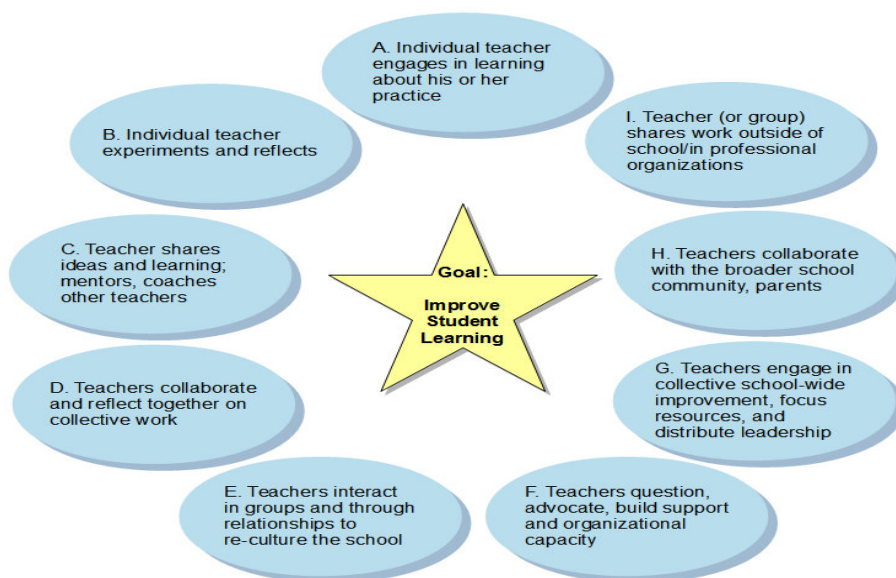 A. Individual teacher
engages in learning
about his or her
practice
B. Individual teacher
experiments and reflects
C. Teacher shares
ideas and learning;
mentors, coaches
other teachers
D. Teachers collaborate
and reflect together on
collective work
E. Teachers interact
in groups and through
relationships to
re-culture the school
F. Teachers question,
advocate, build support
and organizational
capacity
G. Teachers engage in
collective school-wide
improvement, focus
resources, and
distribute leadership
H. Teachers collaborate
with the broader school
community, parents
I. Teacher (or group)
shares work outside of
school/in professional
organizations
Goal:
Improve
Student
Learning